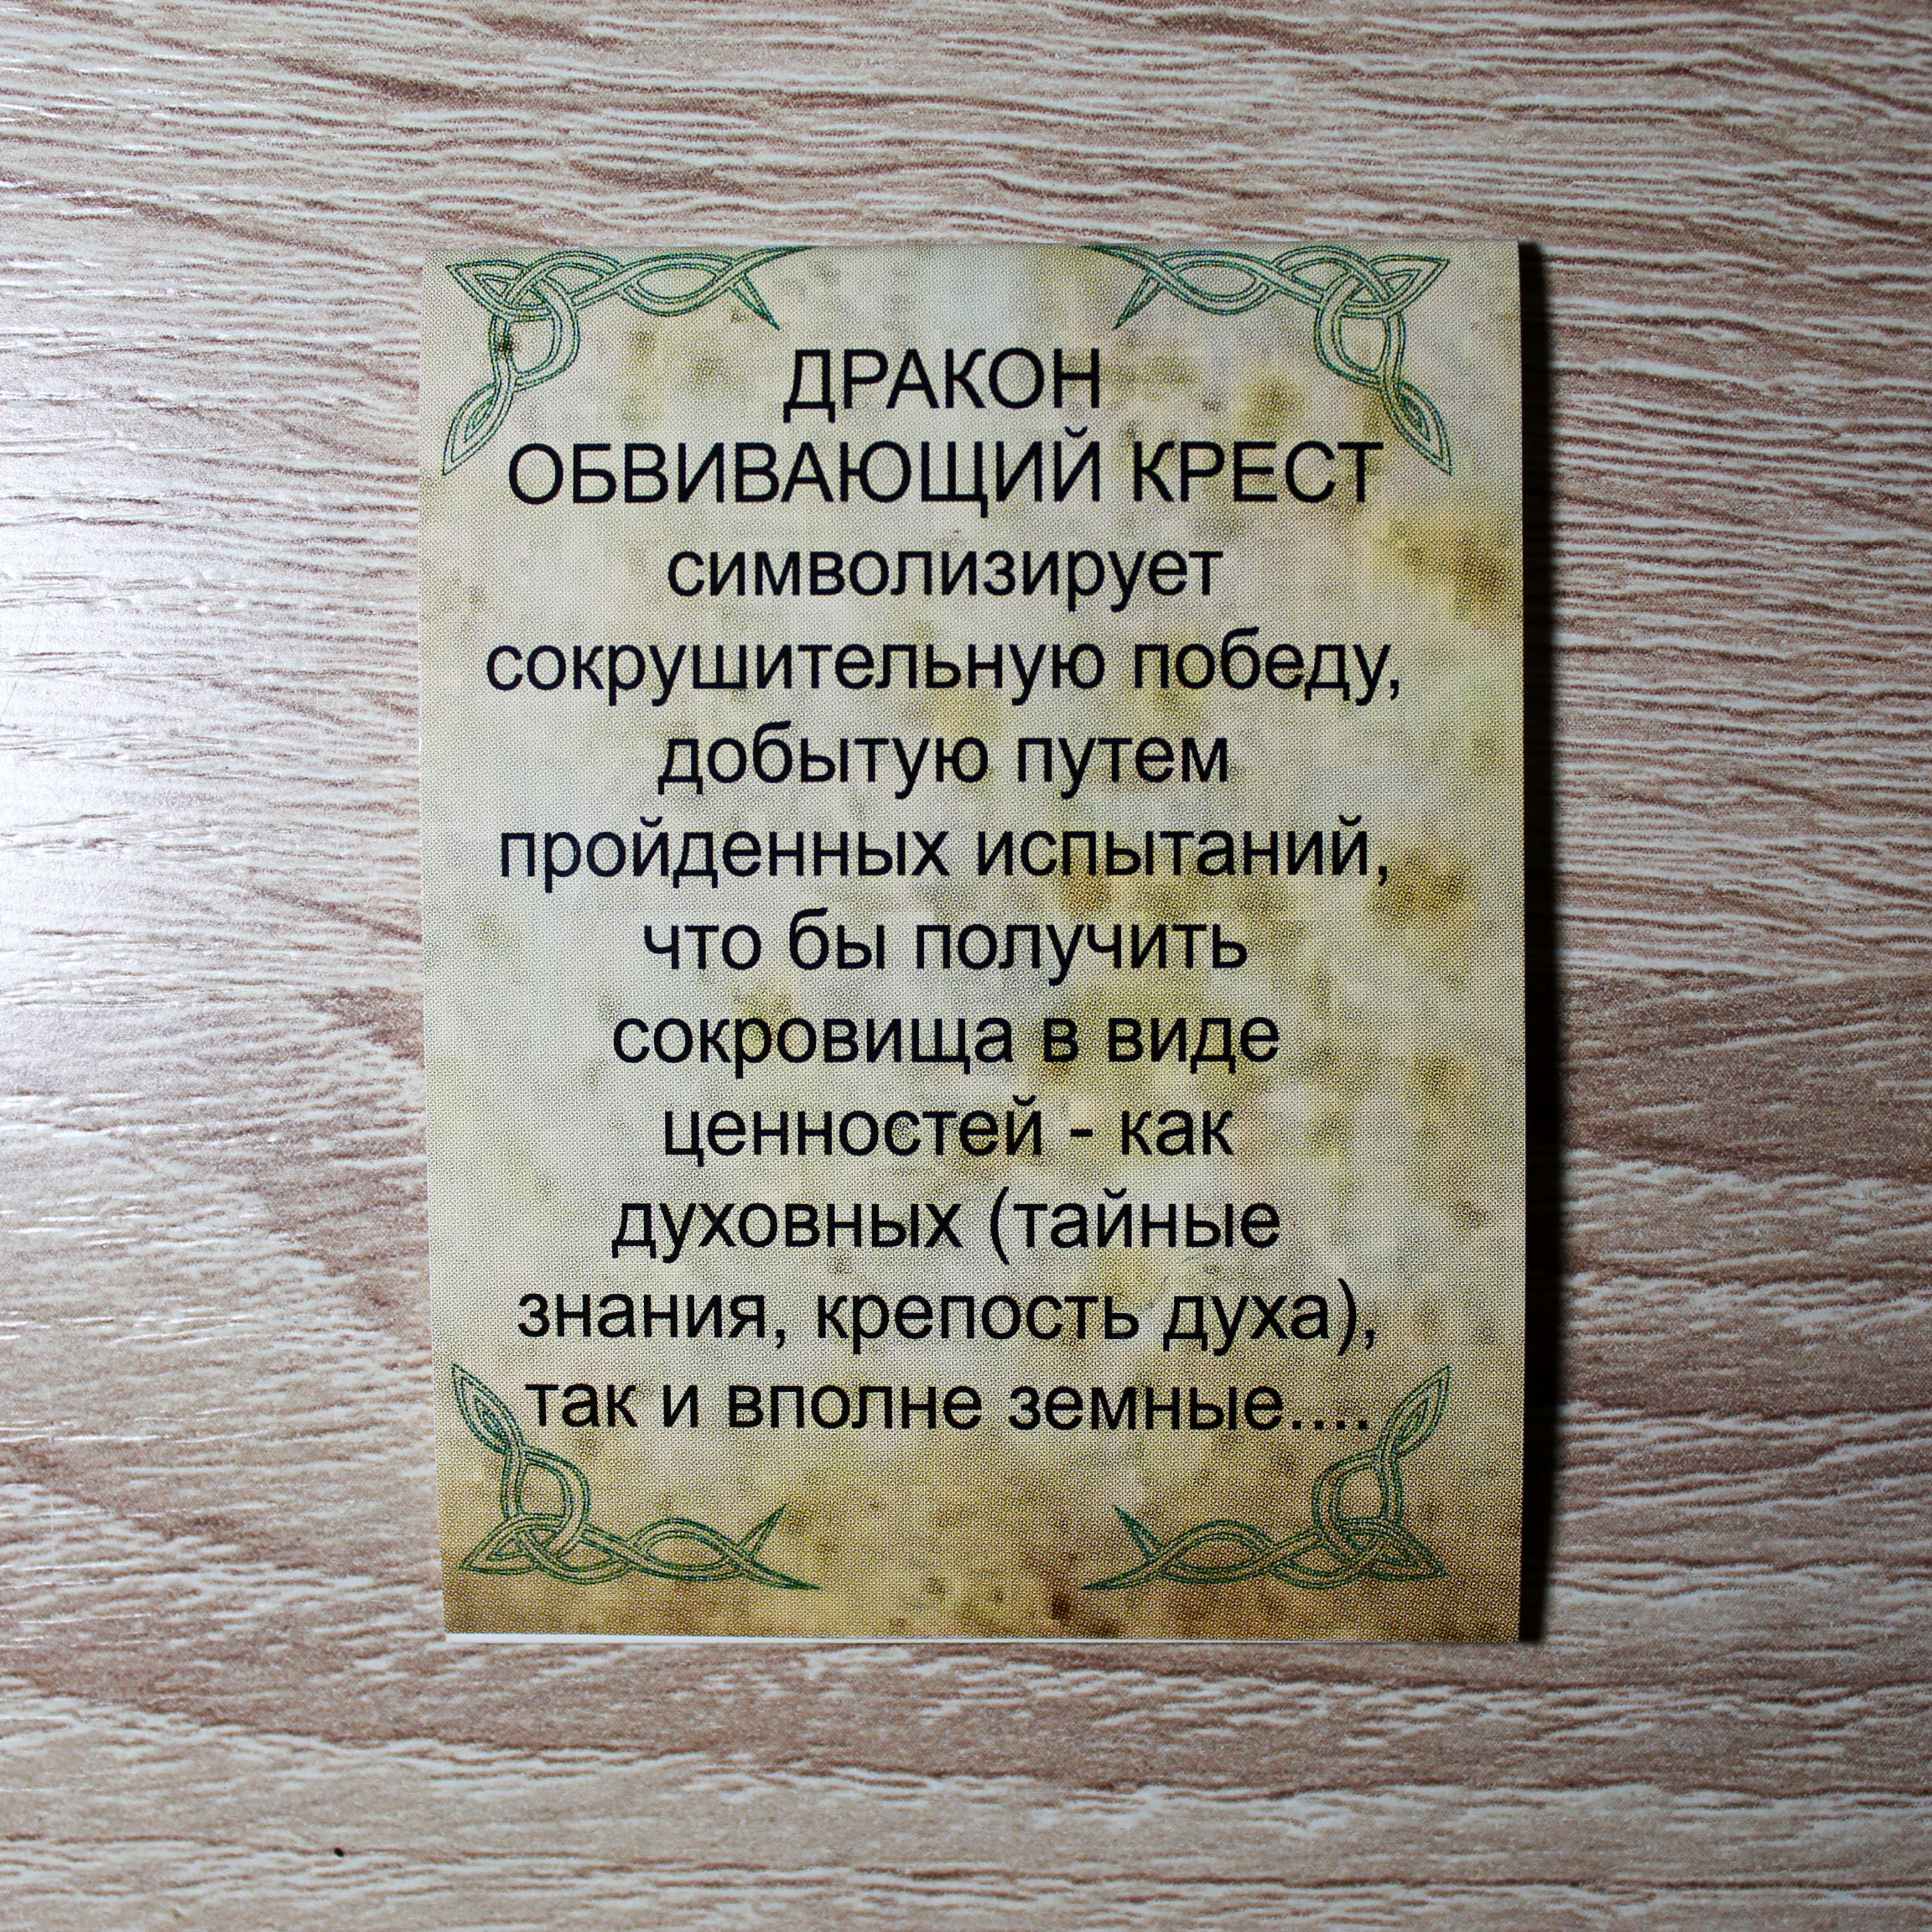 ДРАКОН
ОБВИВАЮЩИЙ КРЕСТ
символизирует
сокрушительную победу,
добытую путем
пройденных испытаний,
что бы получить
сокровища в виде
ценностей - как
духовных (тайные
знания, крепость духа),
так и вполне земные....